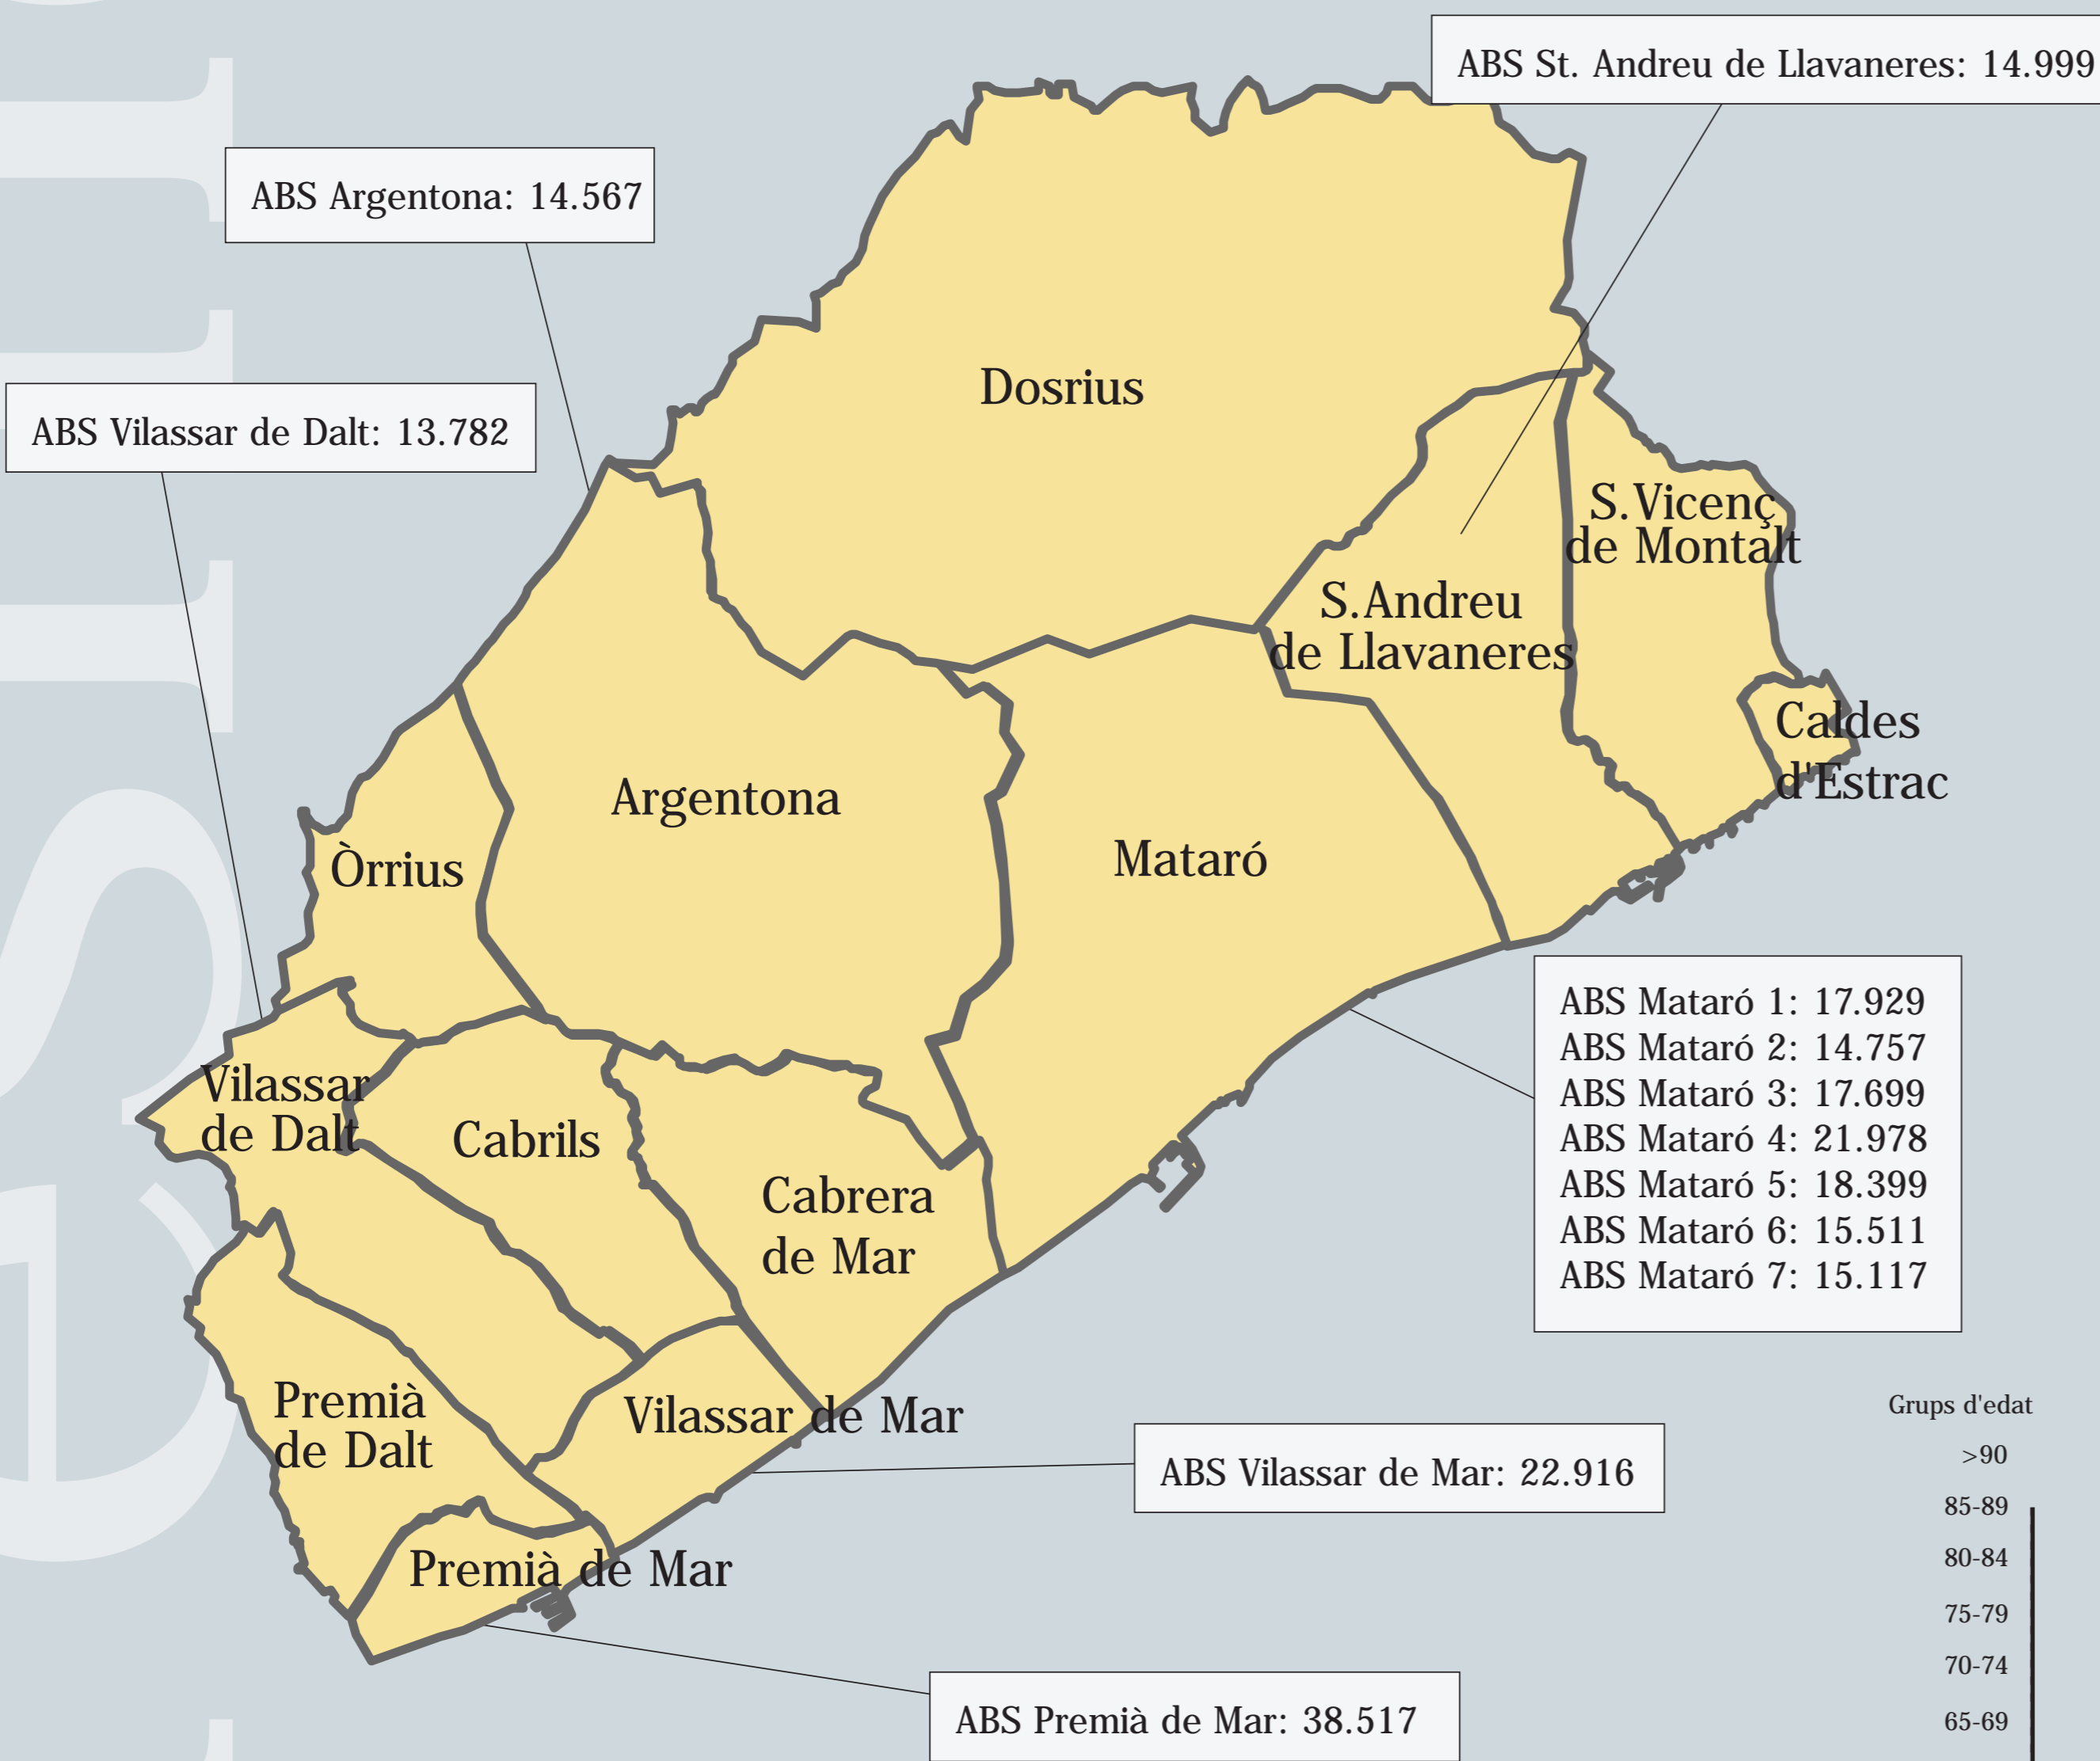 ABS St. Andreu de Llavaneres: 14.999
ABS Argentona: 14.567
ABS Vilassar de Dalt: 13.782
Dosrius
S.Vicenç
de Montalt
S.Andreu
de Llavaneres
Caldes
d'Estrac
Argentona
Mataró
Òrrius
Vilassar
de Dalt
Cabrils
Cabrera
de Mar
ABS Mataró 1: 17.929
ABS Mataró 2: 14.757
ABS Mataró 3: 17.699
ABS Mataró 4: 21.978
ABS Mataró 5: 18.399
ABS Mataró 6: 15.511
ABS Mataró 7: 15.117
Premià
de Dalt
Vilassar de Mar
ABS Vilassar de Mar: 22.916
Premià de Mar
ABS Premià de Mar: 38.517
Grups d'edat
>90
85-89
80-84
75-79
70-74
65-69